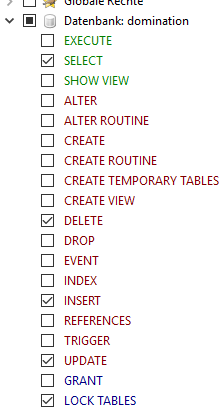 Globale Rechte
Datenbank: domination
EXECUTE
SELECT
SHOW VIEW
ALTER
ALTER ROUTINE
CREATE
CREATE ROUTINE
CREATE TEMPORARY TABLES
CREATE VIEW
DELETE
DROP
EVENT
INDEX
INSERT
REFERENCES
TRIGGER
UPDATE
GRANT
LOCK TABLES